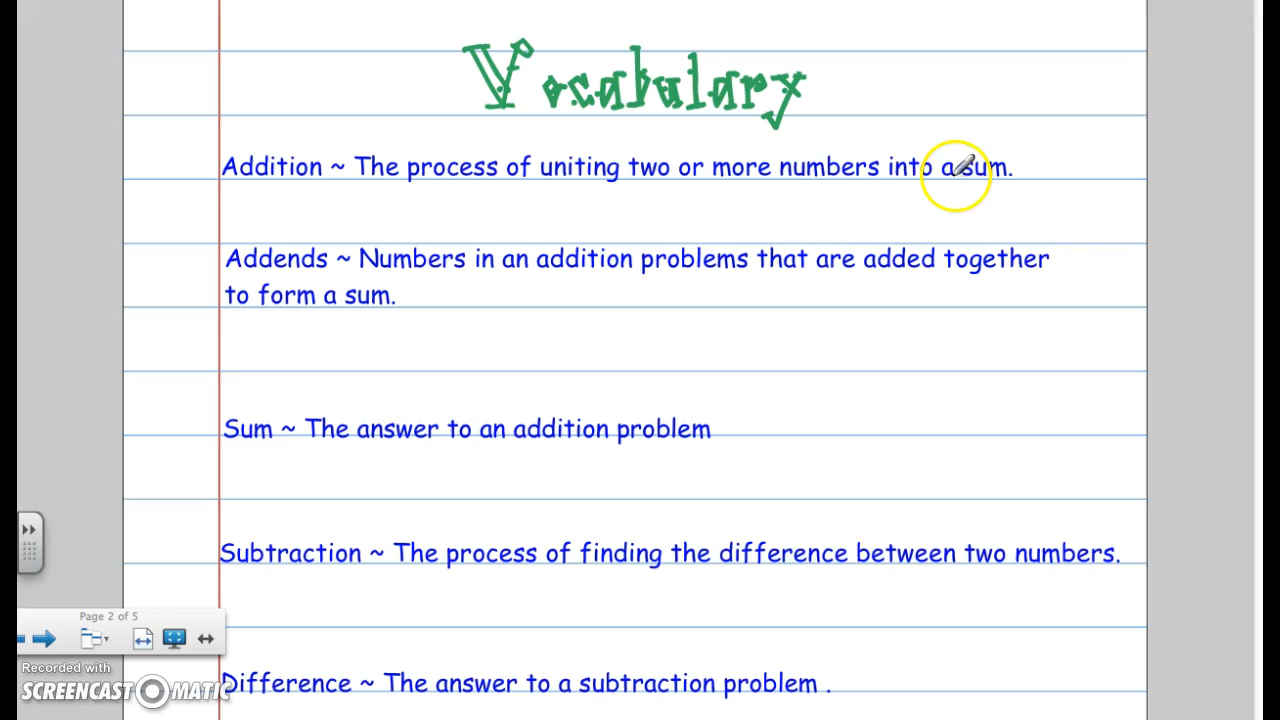 Vocabulary
Addition ~ The process of uniting two or more numbers into a sum.
Addends ~ Numbers in an addition problems that are added together
to form a sum.
Sum ~ The answer to an addition problem
Subtraction ~ The process of finding the difference between two numbers.
Page 2 of 5
Recorded with
SCREENCAST O MATIC
Difference ~ The answer to a subtraction problem .